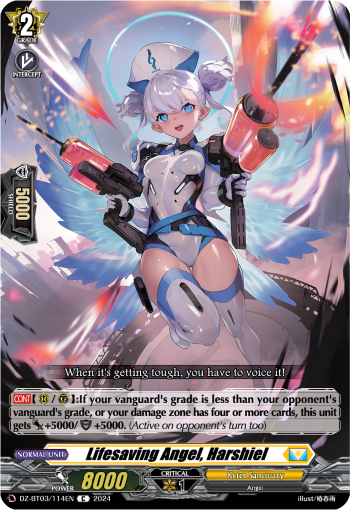 2
GRADE
INTERCEPT
5000
SHIELD
When it's getting tough, you have to voice it!
CONT【 / 】:If your vanguard's grade is less than your opponent's
vanguard's grade, or your damage zone has four or more cards, this unit
gets +5000/ +5000. (Active on opponent's turn too)
NORMAL UNIT
Lifesaving Angel, Harshiel
POWER 8000
CRITICAL
1
Keter Sanctuary
Angel
DZ-BT03/114EN C 2024
illust/椿春雨